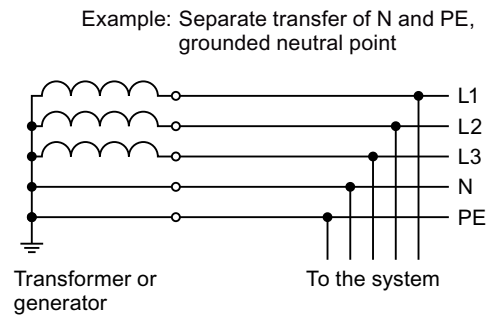 Example: Separate transfer of N and PE,
grounded neutral point
L1
L2
L3
N
PE
Transformer or
generator
To the system